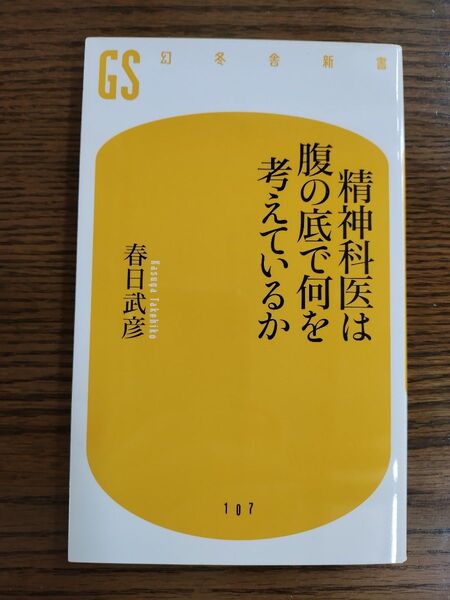 GS 幻冬舎新書
精神科医は
腹の底で何を
考えているか
春日武彦
Kasuga Takehiko
107